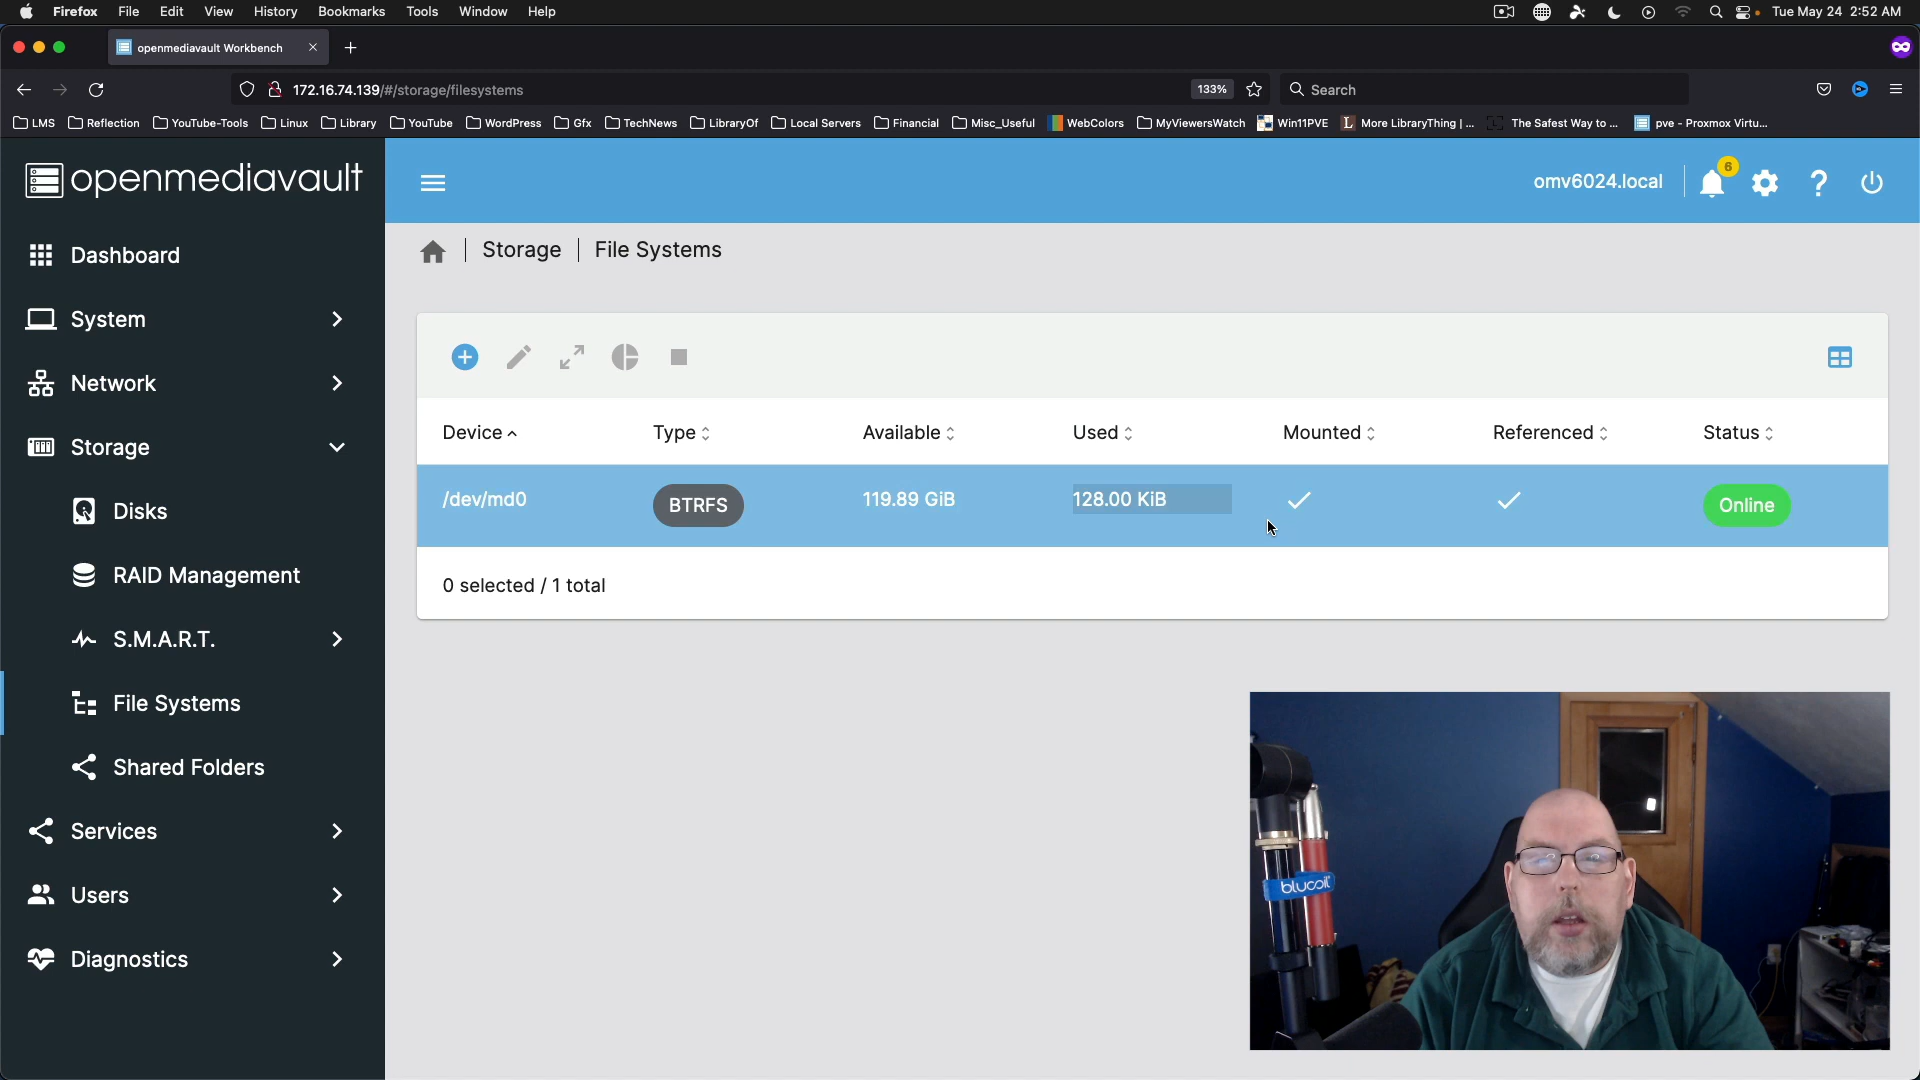 Firefox File Edit View History Bookmarks Tools Window Help Tue May 24 2:52 AM
openmediavault Workbench
172.16.74.139/#/storage/filesystems 133% Search
LMS Reflection YouTube-Tools Linux Library YouTube WordPress Gfx TechNews LibraryOf Local Servers Financial Misc_Useful WebColors MyViewersWatch Win11PVE More LibraryThing | ... The Safest Way to ... pve - Proxmox Virtu...
openmediavault
omv6024.local 6
Storage | File Systems
Dashboard
System
Network
Storage
Disks
RAID Management
S.M.A.R.T.
File Systems
Shared Folders
Services
Users
Diagnostics
Device Type Available Used Mounted Referenced Status
/dev/md0 BTRFS 119.89 GiB 128.00 KiB Online
0 selected / 1 total
blucoil